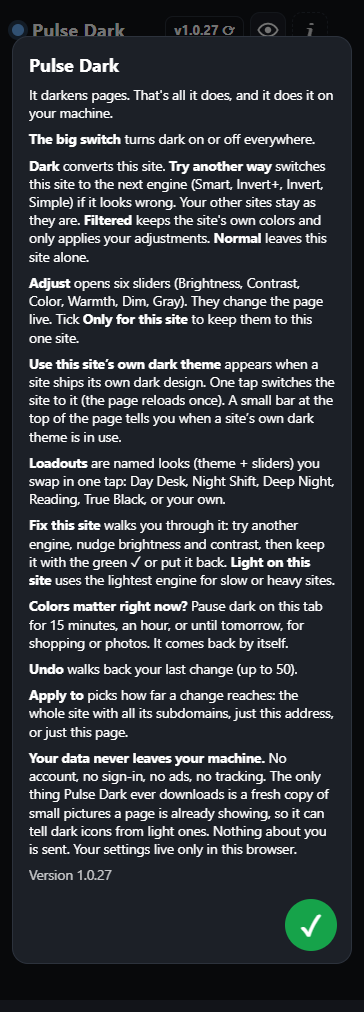 Pulse Dark v1.0.27 i
Pulse Dark
It darkens pages. That's all it does, and it does it on
your machine.
The big switch turns dark on or off everywhere.
Dark converts this site. Try another way switches
this site to the next engine (Smart, Invert+, Invert,
Simple) if it looks wrong. Your other sites stay as
they are. Filtered keeps the site's own colors and
only applies your adjustments. Normal leaves this
site alone.
Adjust opens six sliders (Brightness, Contrast,
Color, Warmth, Dim, Gray). They change the page
live. Tick Only for this site to keep them to this
one site.
Use this site’s own dark theme appears when a
site ships its own dark design. One tap switches the
site to it (the page reloads once). A small bar at the
top of the page tells you when a site’s own dark
theme is in use.
Loadouts are named looks (theme + sliders) you
swap in one tap: Day Desk, Night Shift, Deep Night,
Reading, True Black, or your own.
Fix this site walks you through it: try another
engine, nudge brightness and contrast, then keep
it with the green ✓ or put it back. Light on this
site uses the lightest engine for slow or heavy sites.
Colors matter right now? Pause dark on this tab
for 15 minutes, an hour, or until tomorrow, for
shopping or photos. It comes back by itself.
Undo walks back your last change (up to 50).
Apply to picks how far a change reaches: the
whole site with all its subdomains, just this address,
or just this page.
Your data never leaves your machine. No
account, no sign-in, no ads, no tracking. The only
thing Pulse Dark ever downloads is a fresh copy of
small pictures a page is already showing, so it can
tell dark icons from light ones. Nothing about you
is sent. Your settings live only in this browser.
Version 1.0.27